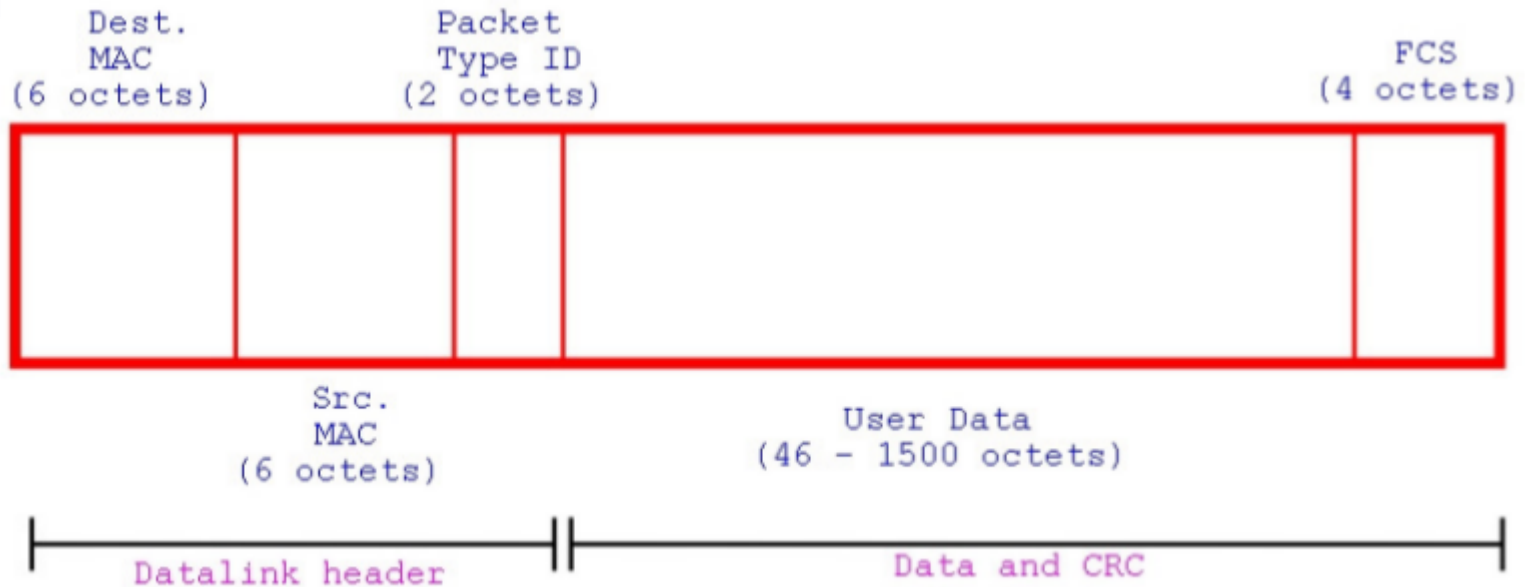 Dest.
MAC
(6 octets)
Packet
Type ID
(2 octets)
FCS
(4 octets)
Src.
MAC
(6 octets)
User Data
(46 - 1500 octets)
Datalink header
Data and CRC